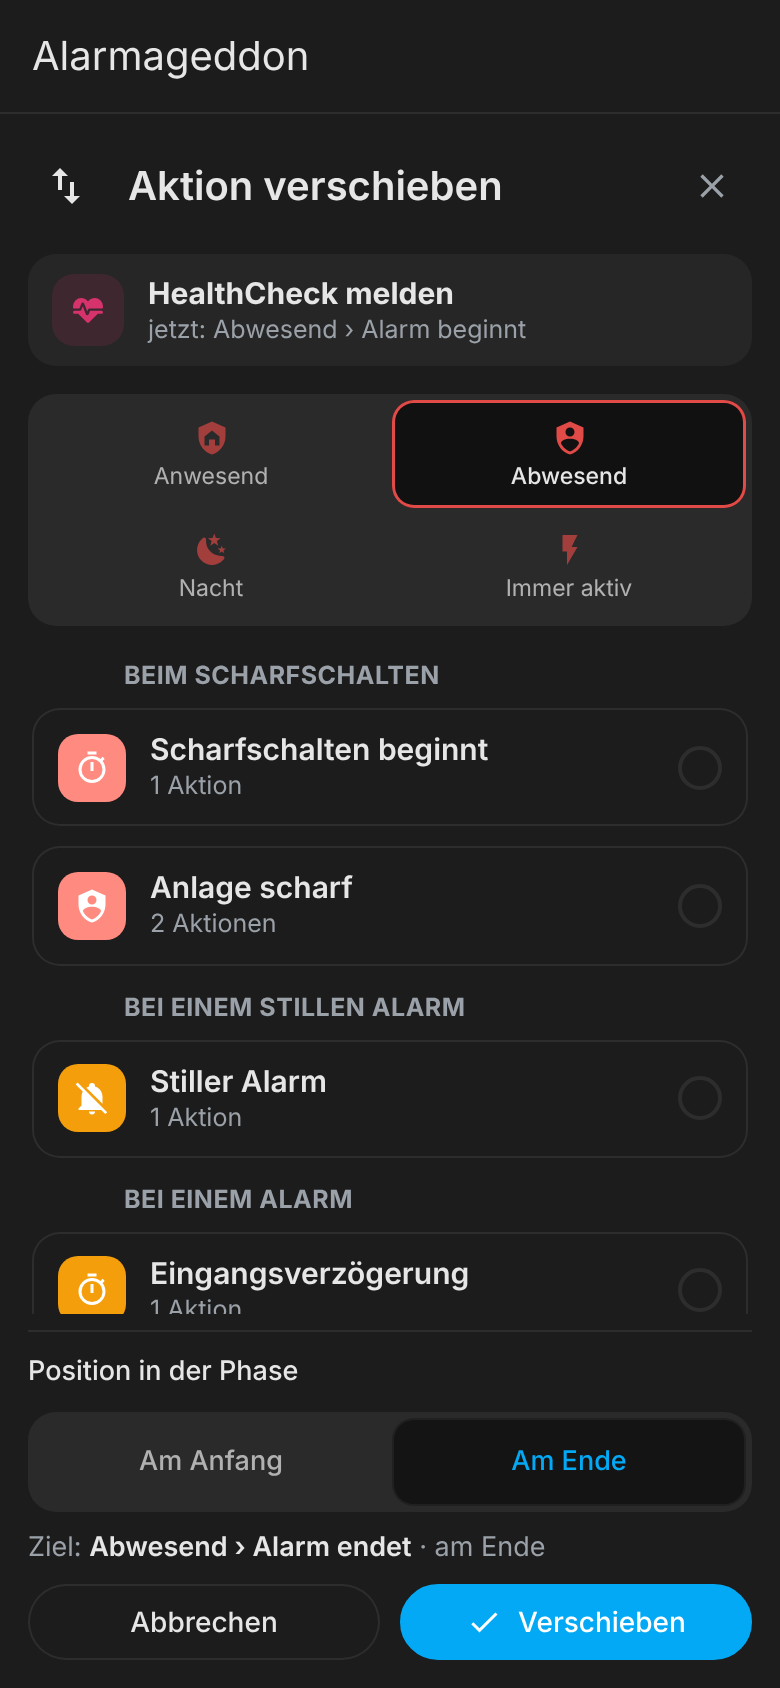 Alarmageddon
Aktion verschieben
HealthCheck melden
jetzt: Abwesend › Alarm beginnt
Anwesend
Abwesend
Nacht
Immer aktiv
BEIM SCHARFSCHALTEN
Scharfschalten beginnt
1 Aktion
Anlage scharf
2 Aktionen
BEI EINEM STILLEN ALARM
Stiller Alarm
1 Aktion
BEI EINEM ALARM
Eingangsverzögerung
1 Aktion
Position in der Phase
Am Anfang
Am Ende
Ziel: Abwesend › Alarm endet · am Ende
Abbrechen
Verschieben